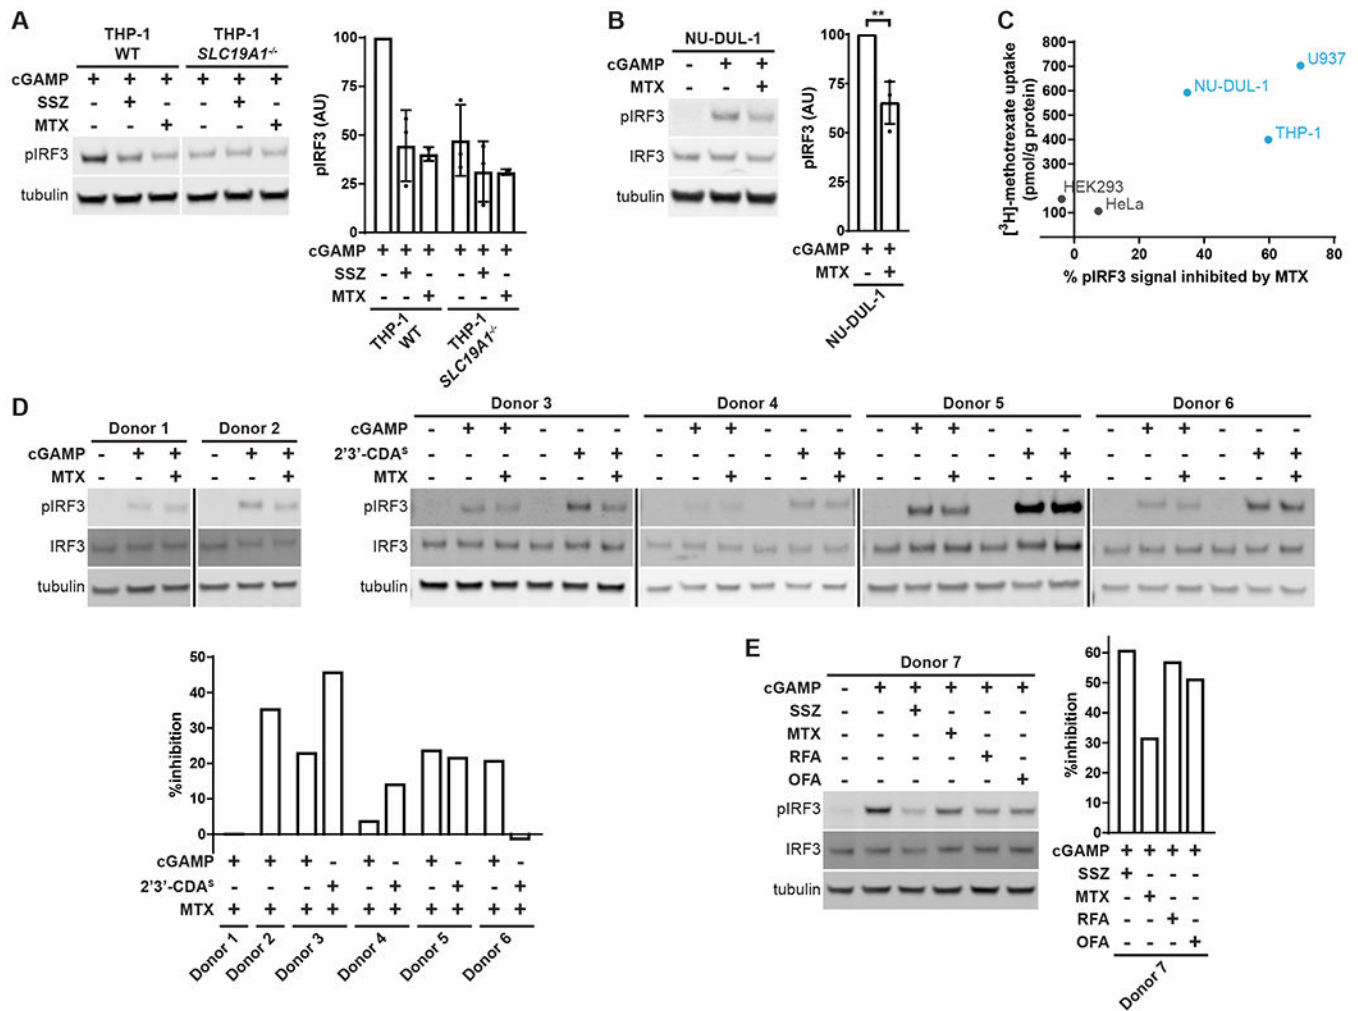 A
THP-1 WT THP-1 SLC19A1-/-
cGAMP + + + + + +
SSZ - + - - + -
MTX - - + - - +
pIRF3
tubulin
pIRF3 (AU)
100
75
50
25
0
cGAMP + + + + + +
SSZ - + - - + -
MTX - - + - - +
THP-1 WT
THP-1 SLC19A1-/-
B
NU-DUL-1
cGAMP - + +
MTX - - +
pIRF3
IRF3
tubulin
**
pIRF3 (AU)
100
75
50
25
0
cGAMP + +
MTX - +
NU-DUL-1
C
[3H]-methotrexate uptake
(pmol/g protein)
800
700
600
500
400
300
100
U937
NU-DUL-1
THP-1
HEK293
HeLa
0 20 40 60 80
% pIRF3 signal inhibited by MTX
D
Donor 1 Donor 2
cGAMP - + + - + +
MTX - - + - - +
pIRF3
IRF3
tubulin
Donor 3 Donor 4 Donor 5 Donor 6
cGAMP - + + - - - - + + - - - - + + - - - - + + - - -
2'3'-CDAS - - - - + + - - - - + + - - - - + + - - - - + +
MTX - - + - - + - - + - - + - - + - - + - - + - - +
pIRF3
IRF3
tubulin
%inhibition
50
40
30
20
10
0
cGAMP + + + - + - + - + -
2'3'-CDAS - - - + - + - + - +
MTX + + + + + + + + + +
Donor 1 Donor 2 Donor 3 Donor 4 Donor 5 Donor 6
E
Donor 7
cGAMP - + + + + +
SSZ - - + - - -
MTX - - - + - -
RFA - - - - + -
OFA - - - - - +
pIRF3
IRF3
tubulin
%inhibition
60
50
40
30
20
10
0
cGAMP + + + +
SSZ + - - -
MTX - + - -
RFA - - + -
OFA - - - +
Donor 7